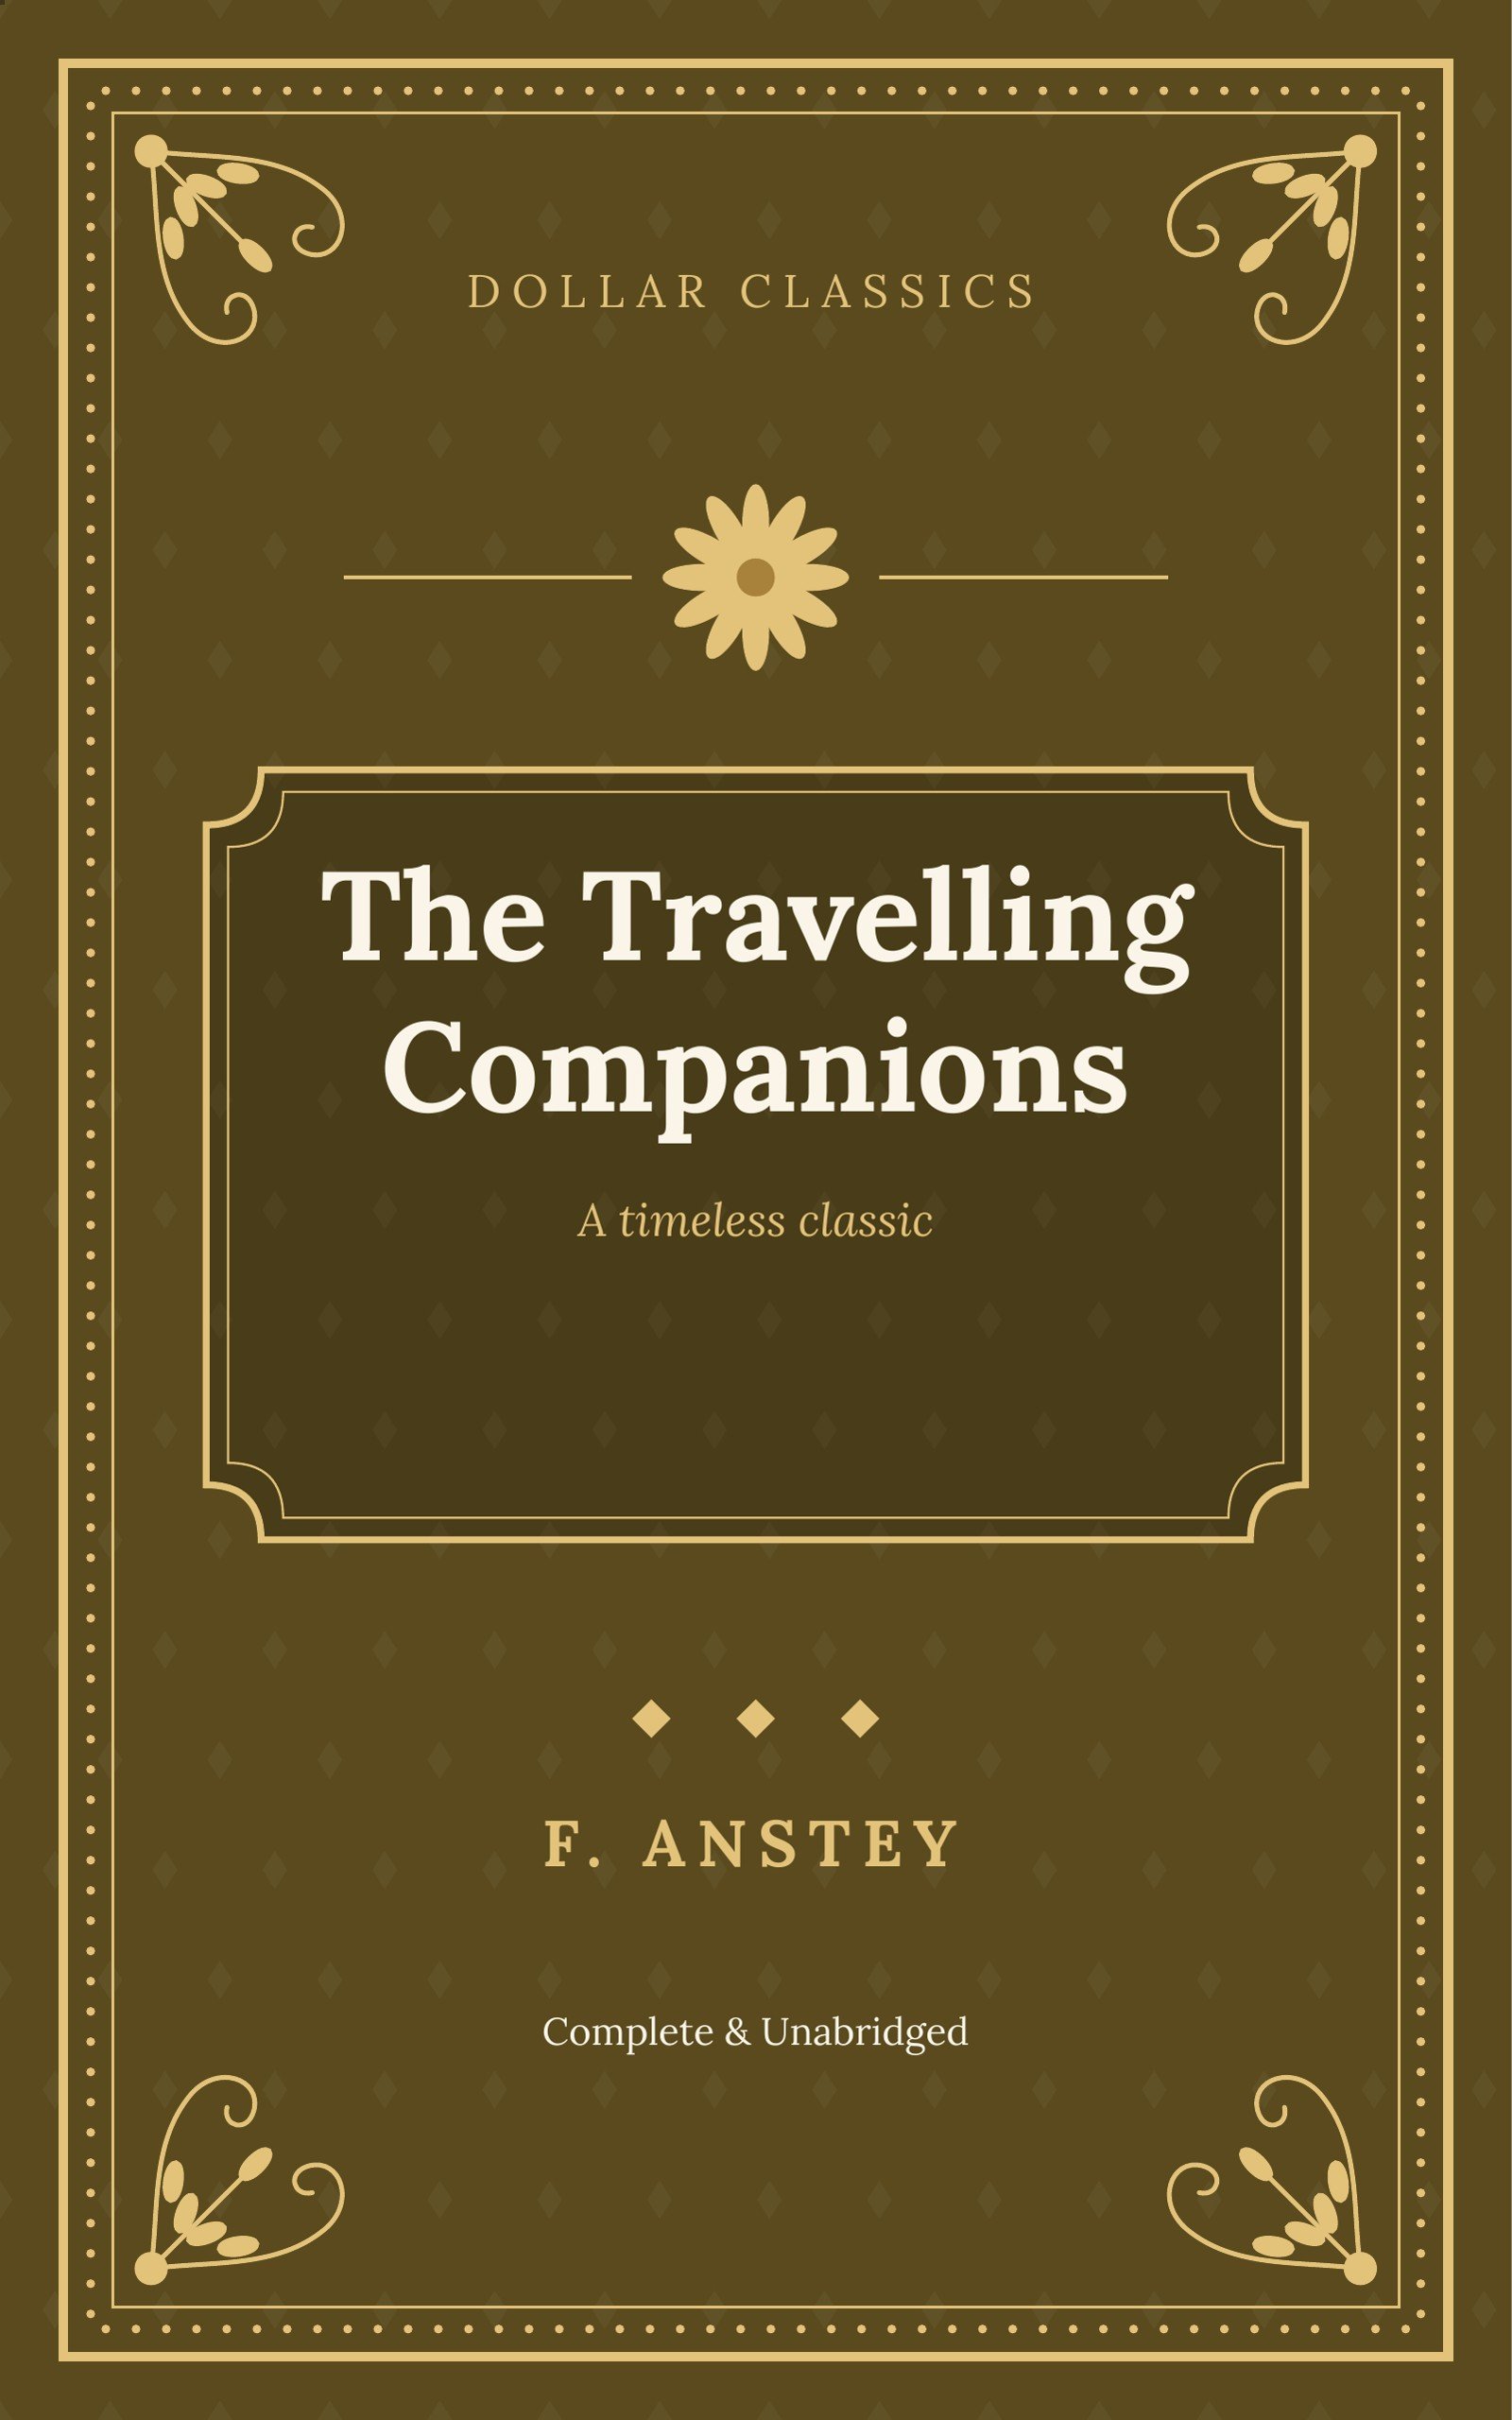 DOLLAR CLASSICS
The Travelling
Companions
A timeless classic
F. ANSTEY
Complete & Unabridged